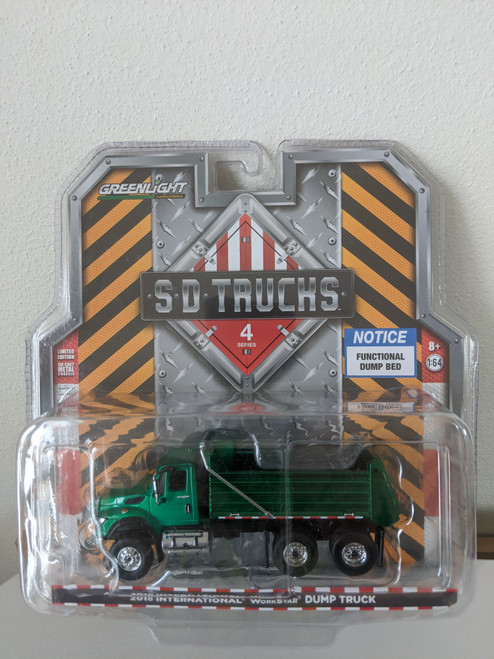 GREENLIGHT
S·D TRUCKS
4
SERIES
NOTICE
FUNCTIONAL
DUMP BED
8+
1:64
LIMITED
EDITION
DIE-CAST
METAL
2018 INTERNATIONAL® WORKSTAR® DUMP TRUCK